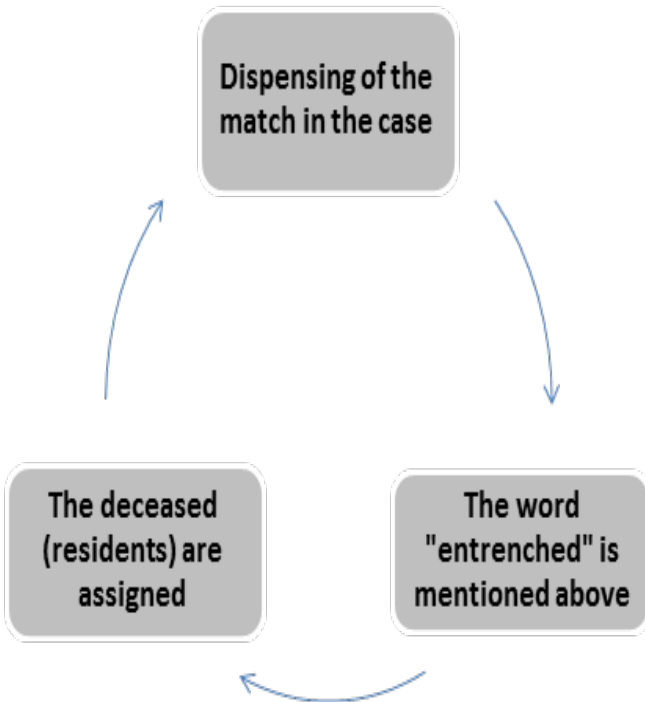 Dispensing of the
match in the case
The word
"entrenched" is
mentioned above
The deceased
(residents) are
assigned